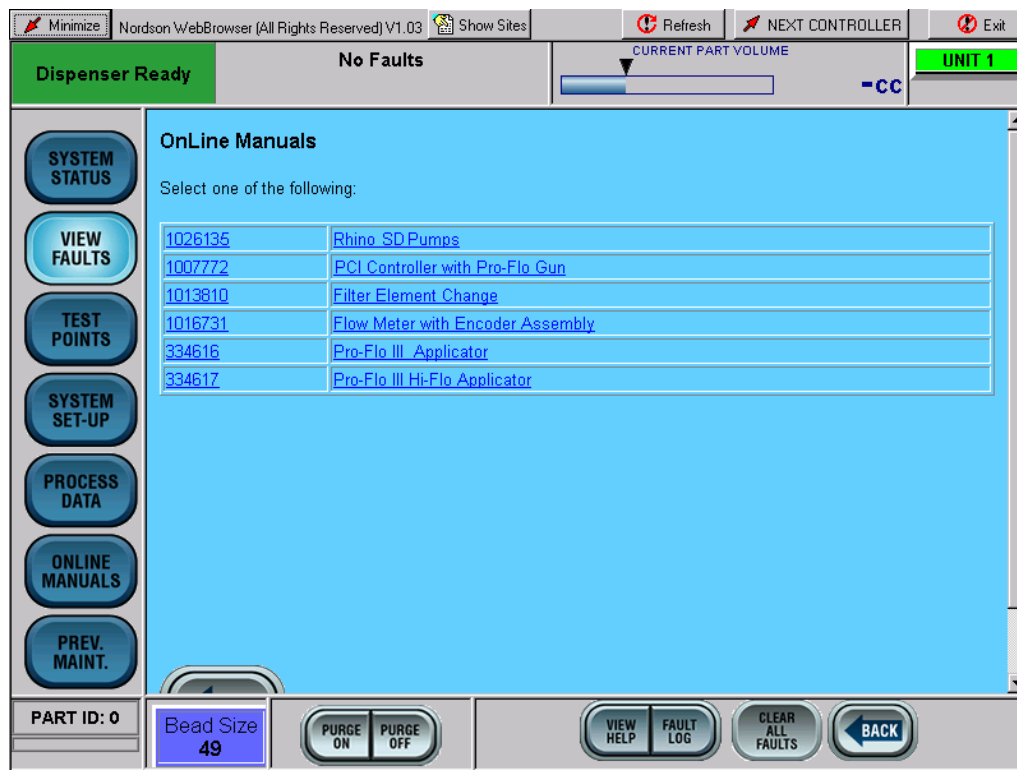 Minimize Nordson WebBrowser (All Rights Reserved) V1.03 Show Sites Refresh NEXT CONTROLLER Exit
Dispenser Ready
No Faults
CURRENT PART VOLUME
-cc
UNIT 1
SYSTEM
STATUS
VIEW
FAULTS
TEST
POINTS
SYSTEM
SET-UP
PROCESS
DATA
ONLINE
MANUALS
PREV.
MAINT.
OnLine Manuals
Select one of the following:
1026135 Rhino SD Pumps
1007772 PCI Controller with Pro-Flo Gun
1013810 Filter Element Change
1016731 Flow Meter with Encoder Assembly
334616 Pro-Flo III Applicator
334617 Pro-Flo III Hi-Flo Applicator
PART ID: 0
Bead Size
49
PURGE
ON
PURGE
OFF
VIEW
HELP
FAULT
LOG
CLEAR
ALL
FAULTS
BACK